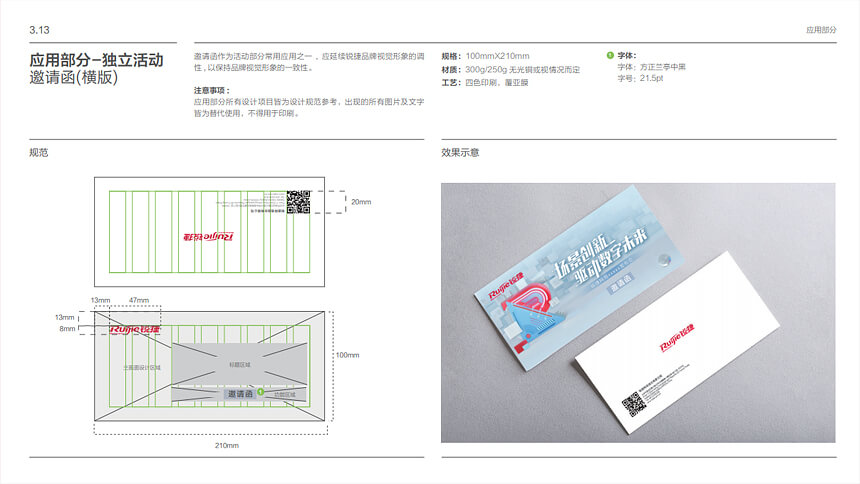 3.13
应用部分
应用部分-独立活动
邀请函(横版)
邀请函作为活动部分常用应用之一，应延续锐捷品牌视觉形象的调
性，以保持品牌视觉形象的一致性。
注意事项：
应用部分所有设计项目皆为设计规范参考，出现的所有图片及文字
皆为替代使用，不得用于印刷。
规格：100mmX210mm
材质：300g/250g 无光铜或视情况而定
工艺：四色印刷、覆亚膜
1 字体：
字体：方正兰亭中黑
字号：21.5pt
规范
效果示意
20mm
Ruijie锐捷
13mm
47mm
13mm
8mm
Ruijie锐捷
主画面设计区域
标题区域
100mm
邀请函
1
功能区域
210mm
Ruijie锐捷
场景创新
驱动数字未来
邀请函
Ruijie锐捷